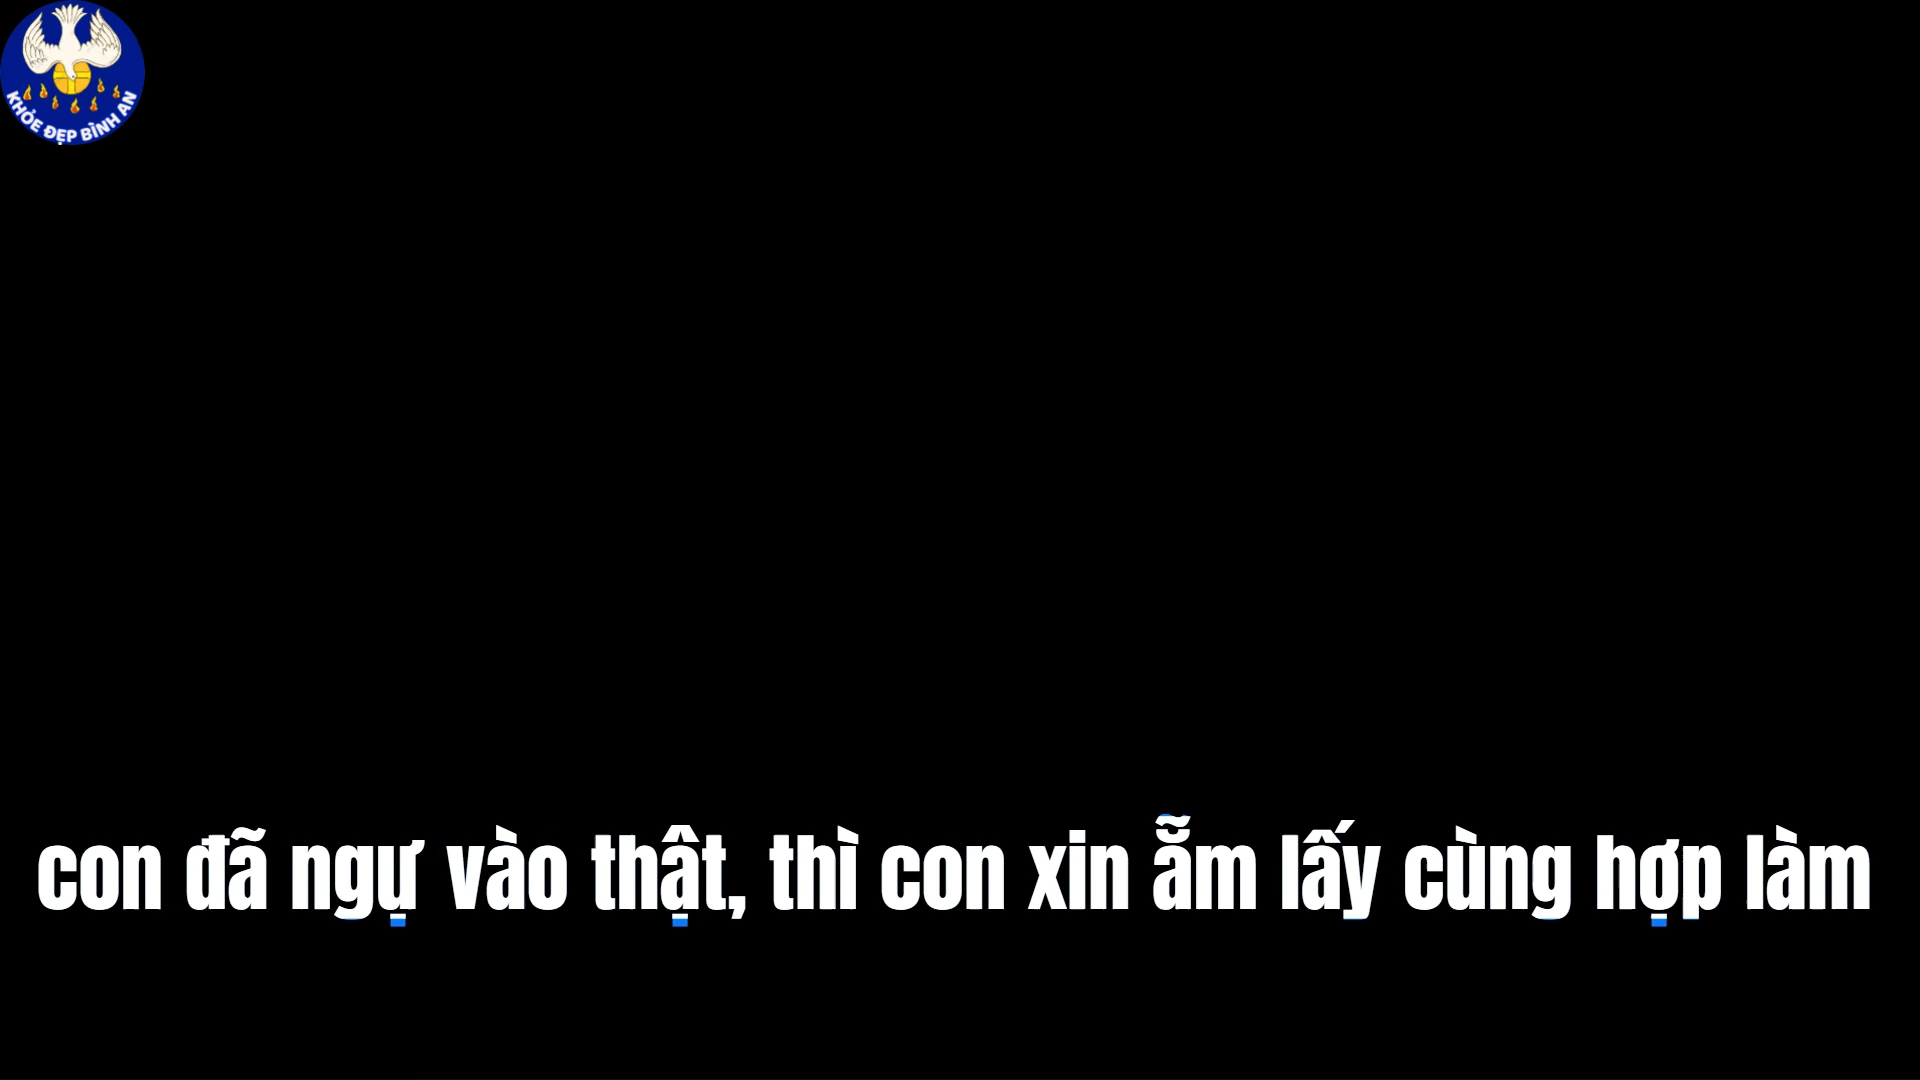 KHỎE ĐẸP BÌNH AN
con đã ngự vào thật, thì con xin ẵm lấy cùng hợp làm